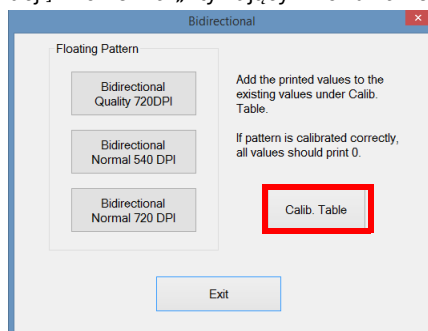 Bidirectional
Floating Pattern
Bidirectional
Quality 720DPI
Add the printed values to the
existing values under Calib.
Table.
Bidirectional
Normal 540 DPI
If pattern is calibrated correctly,
all values should print 0.
Bidirectional
Normal 720 DPI
Calib. Table
Exit